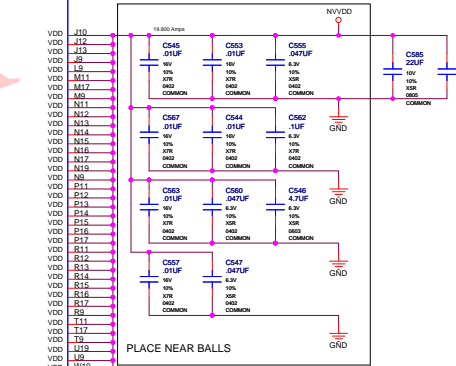 NVVDD
19.900 Amps
VDD J10
VDD J12
VDD J13
VDD J9
VDD L9
VDD M11
VDD M17
VDD M9
VDD N11
VDD N12
VDD N13
VDD N14
VDD N15
VDD N16
VDD N17
VDD N19
VDD N9
VDD P11
VDD P12
VDD P13
VDD P14
VDD P15
VDD P16
VDD P17
VDD R11
VDD R12
VDD R13
VDD R14
VDD R15
VDD R16
VDD R17
VDD R9
VDD T11
VDD T17
VDD T9
VDD U19
VDD U9
VDD W10
C545
.01UF
16V
10%
X7R
0402
COMMON
C553
.01UF
16V
10%
X7R
0402
COMMON
C555
.047UF
6.3V
10%
X5R
0402
COMMON
C585
22UF
10V
10%
X5R
0805
COMMON
GND
C567
.01UF
16V
10%
X7R
0402
COMMON
C544
.01UF
16V
10%
X7R
0402
COMMON
C562
.1UF
6.3V
10%
X5R
0402
COMMON
GND
C563
.01UF
16V
10%
X7R
0402
COMMON
C560
.047UF
6.3V
10%
X5R
0402
COMMON
C546
4.7UF
6.3V
10%
X5R
0603
COMMON
GND
C557
.01UF
16V
10%
X7R
0402
COMMON
C547
.047UF
6.3V
10%
X5R
0402
COMMON
GND
PLACE NEAR BALLS